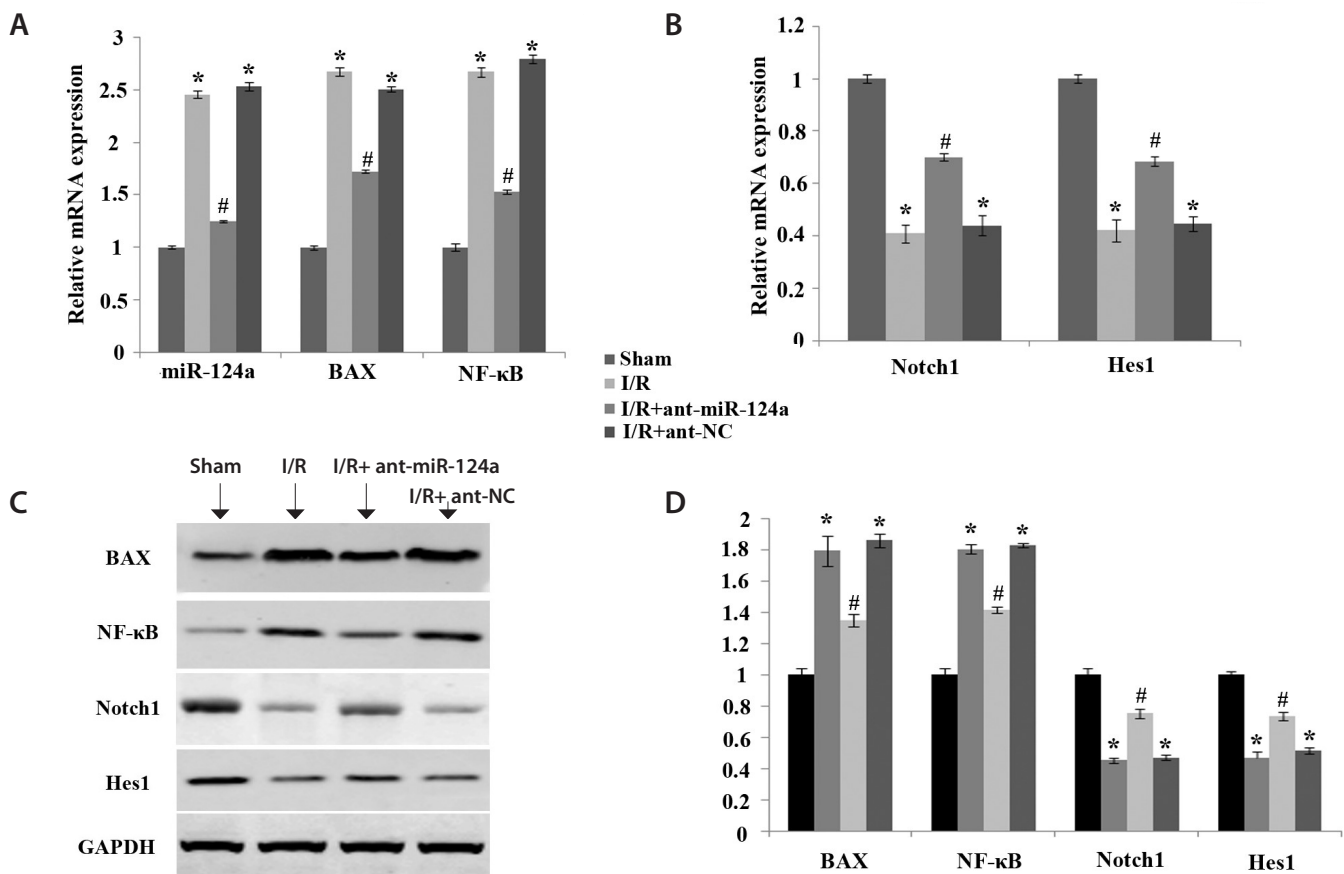 A
Relative mRNA expression
3
2.5
2
1.5
1
0.5
0
* * * * * *
# # #
-miR-124a BAX NF-κB
B
Relative mRNA expression
1.2
1
0.8
0.6
0.4
0.2
0
* # * * # *
Notch1 Hes1
Sham
I/R
I/R+ant-miR-124a
I/R+ant-NC
C
Sham I/R I/R+ ant-miR-124a
I/R+ ant-NC
BAX
NF-κB
Notch1
Hes1
GAPDH
D
2
1.8
1.6
1.4
1.2
1
0.8
0.6
0.4
0.2
0
* # * * # * * # * * # *
BAX NF-κB Notch1 Hes1